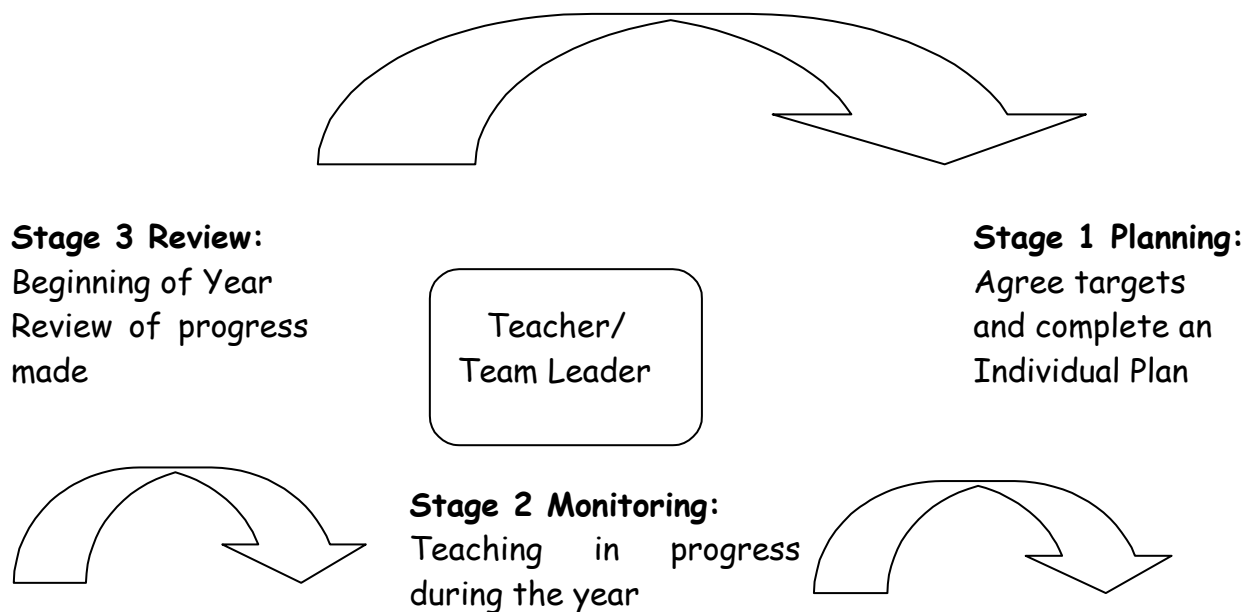 Stage 3 Review:
Beginning of Year
Review of progress
made
Teacher/
Team Leader
Stage 1 Planning:
Agree targets
and complete an
Individual Plan
Stage 2 Monitoring:
Teaching in progress
during the year